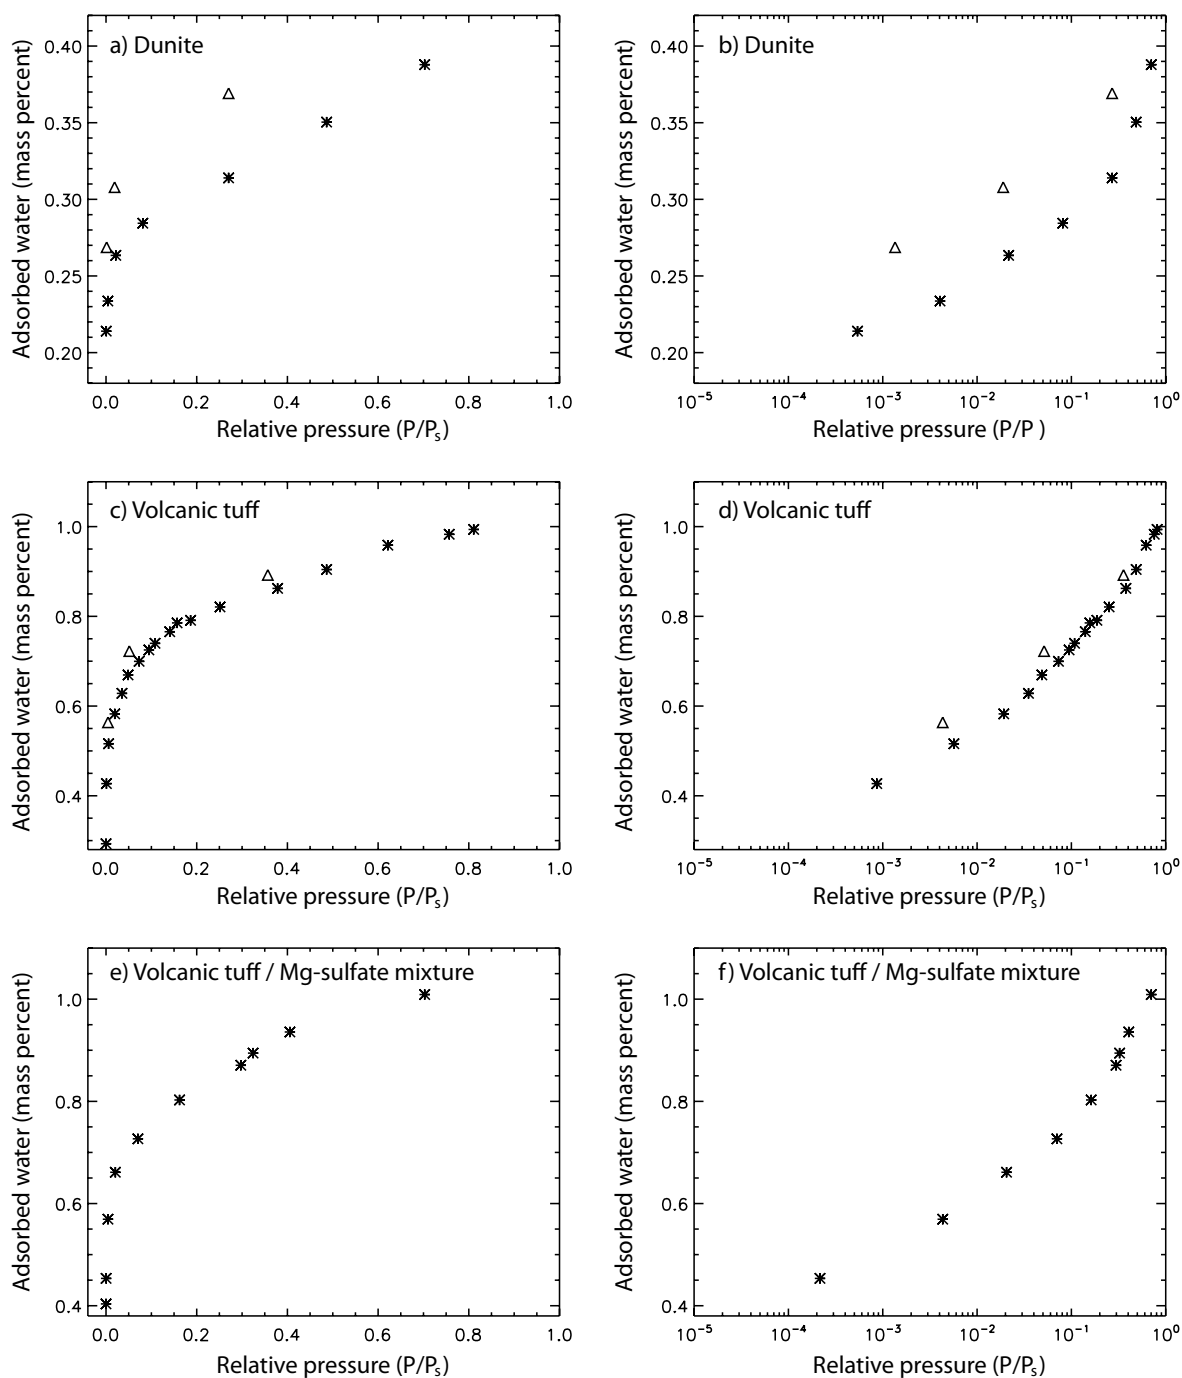 a) Dunite
0.40
0.35
0.30
0.25
0.20
Adsorbed water (mass percent)
0.0 0.2 0.4 0.6 0.8 1.0
Relative pressure (P/Pₛ)
b) Dunite
0.40
0.35
0.30
0.25
0.20
Adsorbed water (mass percent)
10⁻⁵ 10⁻⁴ 10⁻³ 10⁻² 10⁻¹ 10⁰
Relative pressure (P/P )
c) Volcanic tuff
1.0
0.8
0.6
0.4
Adsorbed water (mass percent)
0.0 0.2 0.4 0.6 0.8 1.0
Relative pressure (P/Pₛ)
d) Volcanic tuff
1.0
0.8
0.6
0.4
Adsorbed water (mass percent)
10⁻⁵ 10⁻⁴ 10⁻³ 10⁻² 10⁻¹ 10⁰
Relative pressure (P/Pₛ)
e) Volcanic tuff / Mg-sulfate mixture
1.0
0.8
0.6
0.4
Adsorbed water (mass percent)
0.0 0.2 0.4 0.6 0.8 1.0
Relative pressure (P/Pₛ)
f) Volcanic tuff / Mg-sulfate mixture
1.0
0.8
0.6
0.4
Adsorbed water (mass percent)
10⁻⁵ 10⁻⁴ 10⁻³ 10⁻² 10⁻¹ 10⁰
Relative pressure (P/Pₛ)